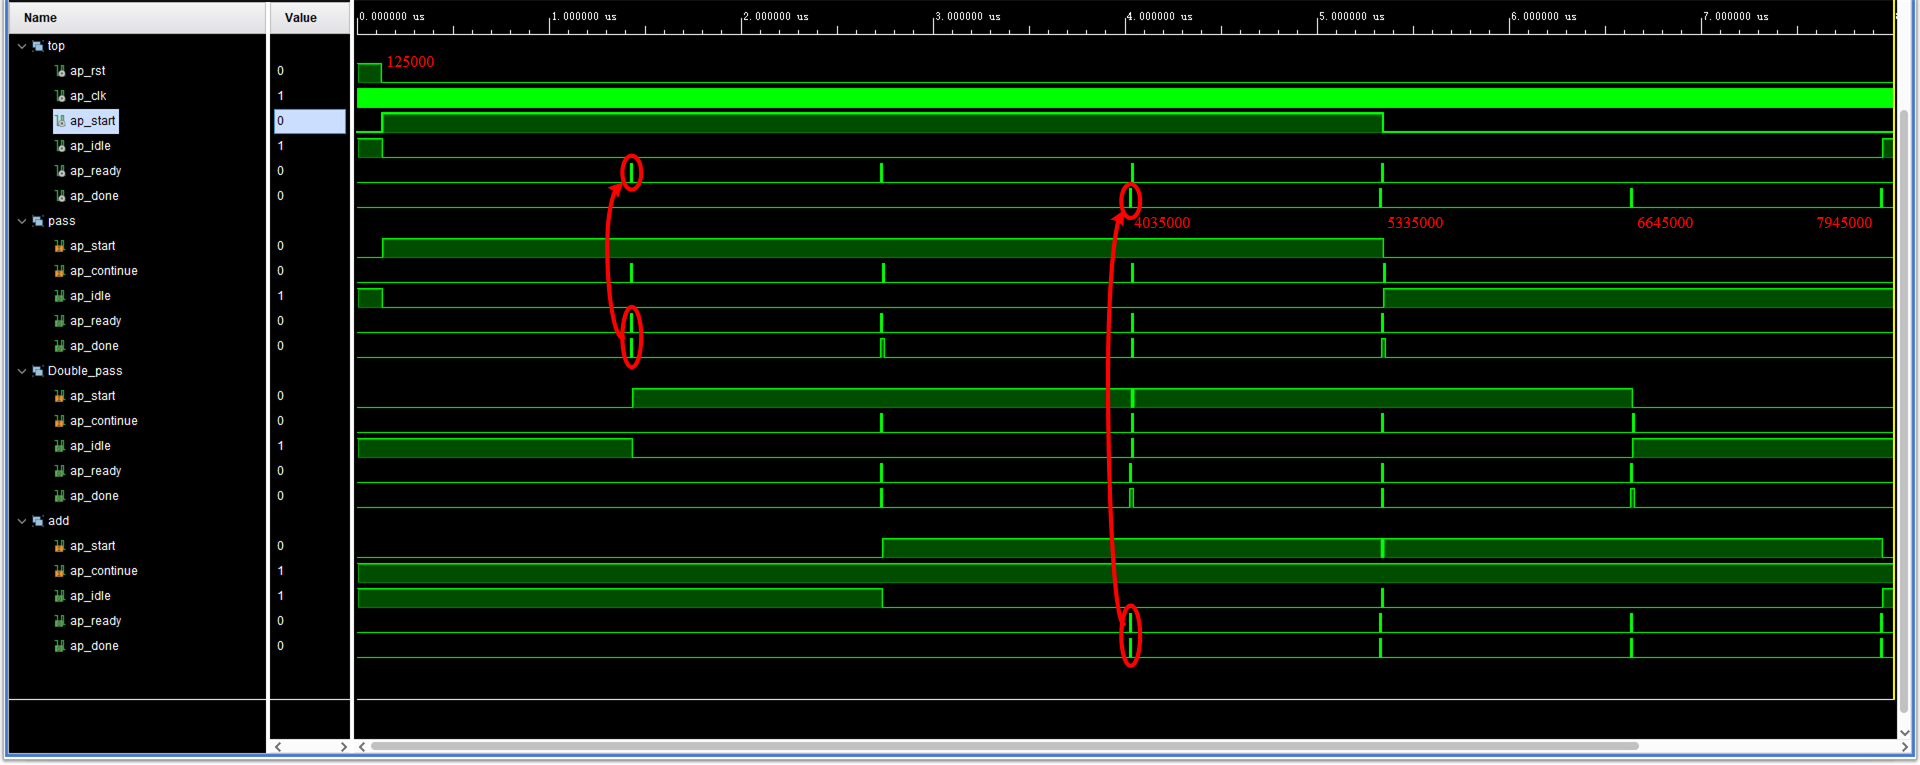 Name Value
0.000000 us 1.000000 us 2.000000 us 3.000000 us 4.000000 us 5.000000 us 6.000000 us 7.000000 us
top
125000
ap_rst 0
ap_clk 1
ap_start 0
ap_idle 1
ap_ready 0
ap_done 0
pass
4035000 5335000 6645000 7945000
ap_start 0
ap_continue 0
ap_idle 1
ap_ready 0
ap_done 0
Double_pass
ap_start 0
ap_continue 0
ap_idle 1
ap_ready 0
ap_done 0
add
ap_start 0
ap_continue 1
ap_idle 1
ap_ready 0
ap_done 0